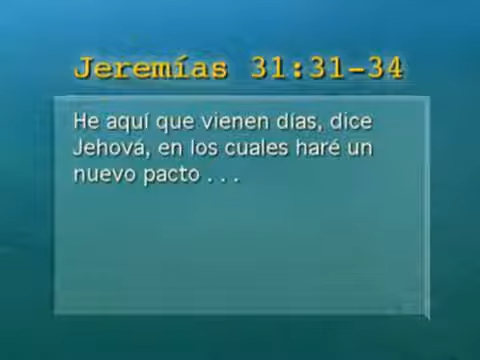 Jeremías 31:31-34
He aquí que vienen días, dice
Jehová, en los cuales haré un
nuevo pacto . . .